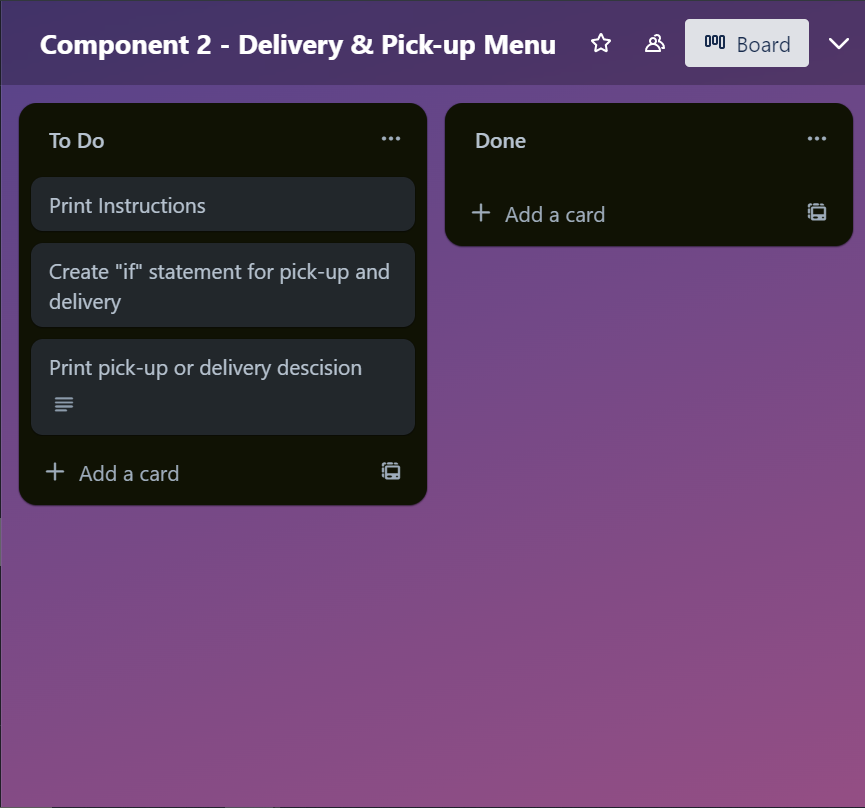 Component 2 - Delivery & Pick-up Menu
Board
To Do
Print Instructions
Create "if" statement for pick-up and
delivery
Print pick-up or delivery descision
Add a card
Done
Add a card